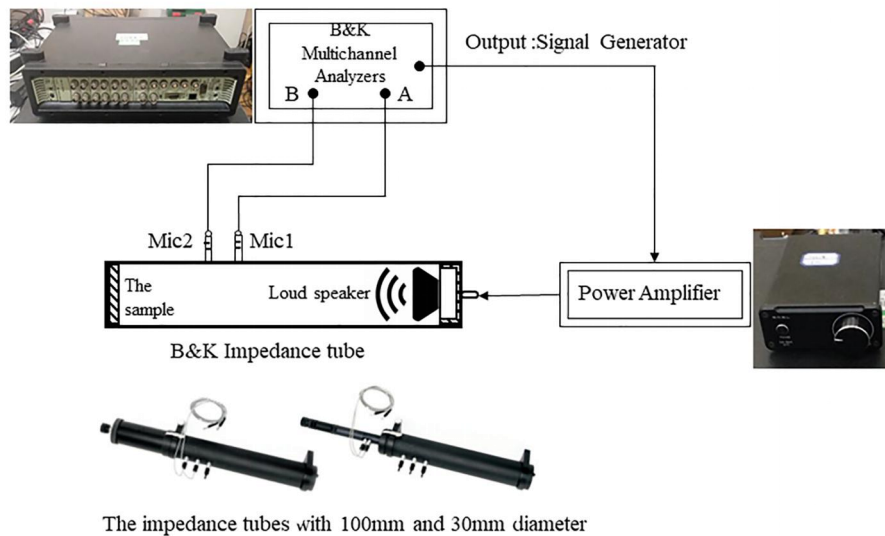 B&K
Multichannel
Analyzers
B
A
Output :Signal Generator
Mic2
Mic1
The
sample
Loud speaker
Power Amplifier
B&K Impedance tube
The impedance tubes with 100mm and 30mm diameter